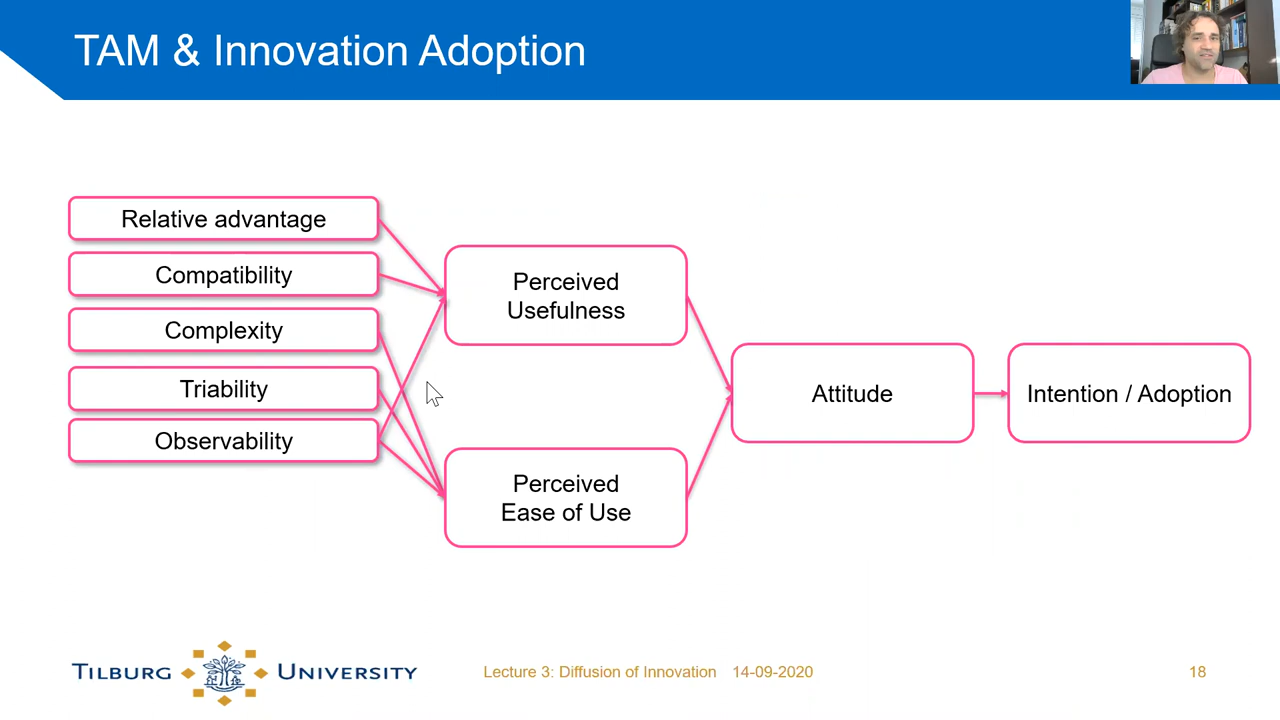 TAM & Innovation Adoption
Relative advantage
Compatibility
Complexity
Triability
Observability
Perceived
Usefulness
Perceived
Ease of Use
Attitude
Intention / Adoption
TILBURG UNIVERSITY
Lecture 3: Diffusion of Innovation 14-09-2020
18